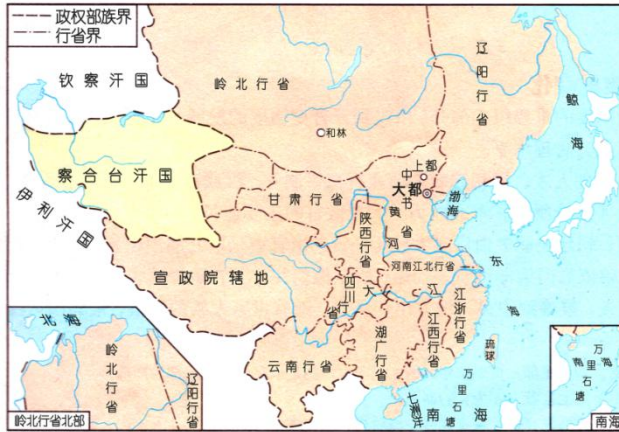 政权部族界
行省界
钦察汗国
岭北行省
辽阳行省
鲸海
和林
察合台汗国
上都
中书省
大都
渤海
甘肃行省
伊利汗国
陕西行省
黄河
宣政院辖地
河南江北行省
东海
四川行省
大江
江浙行省
江西行省
湖广行省
云南行省
琉球
七洲洋
南海
万里石塘
北海
岭北行省
辽阳行省
岭北行省北部
南海
万里石塘
南海